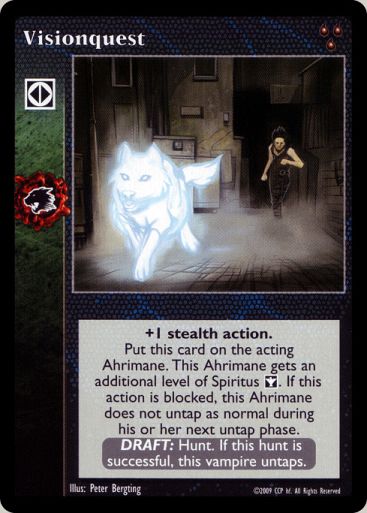 Visionquest
+1 stealth action.
Put this card on the acting
Ahrimane. This Ahrimane gets an
additional level of Spiritus. If this
action is blocked, this Ahrimane
does not untap as normal during
his or her next untap phase.
DRAFT: Hunt. If this hunt is
successful, this vampire untaps.
Illus: Peter Bergting
©2009 CCP hf. All Rights Reserved